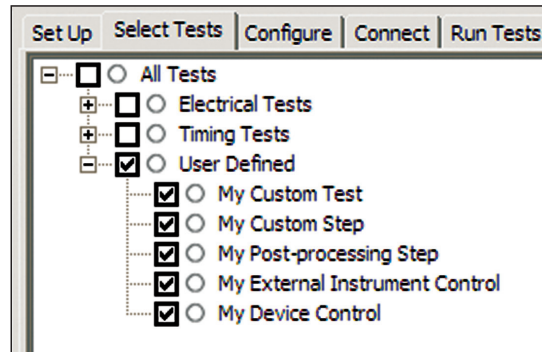 Set Up Select Tests Configure Connect Run Tests
All Tests
Electrical Tests
Timing Tests
User Defined
My Custom Test
My Custom Step
My Post-processing Step
My External Instrument Control
My Device Control